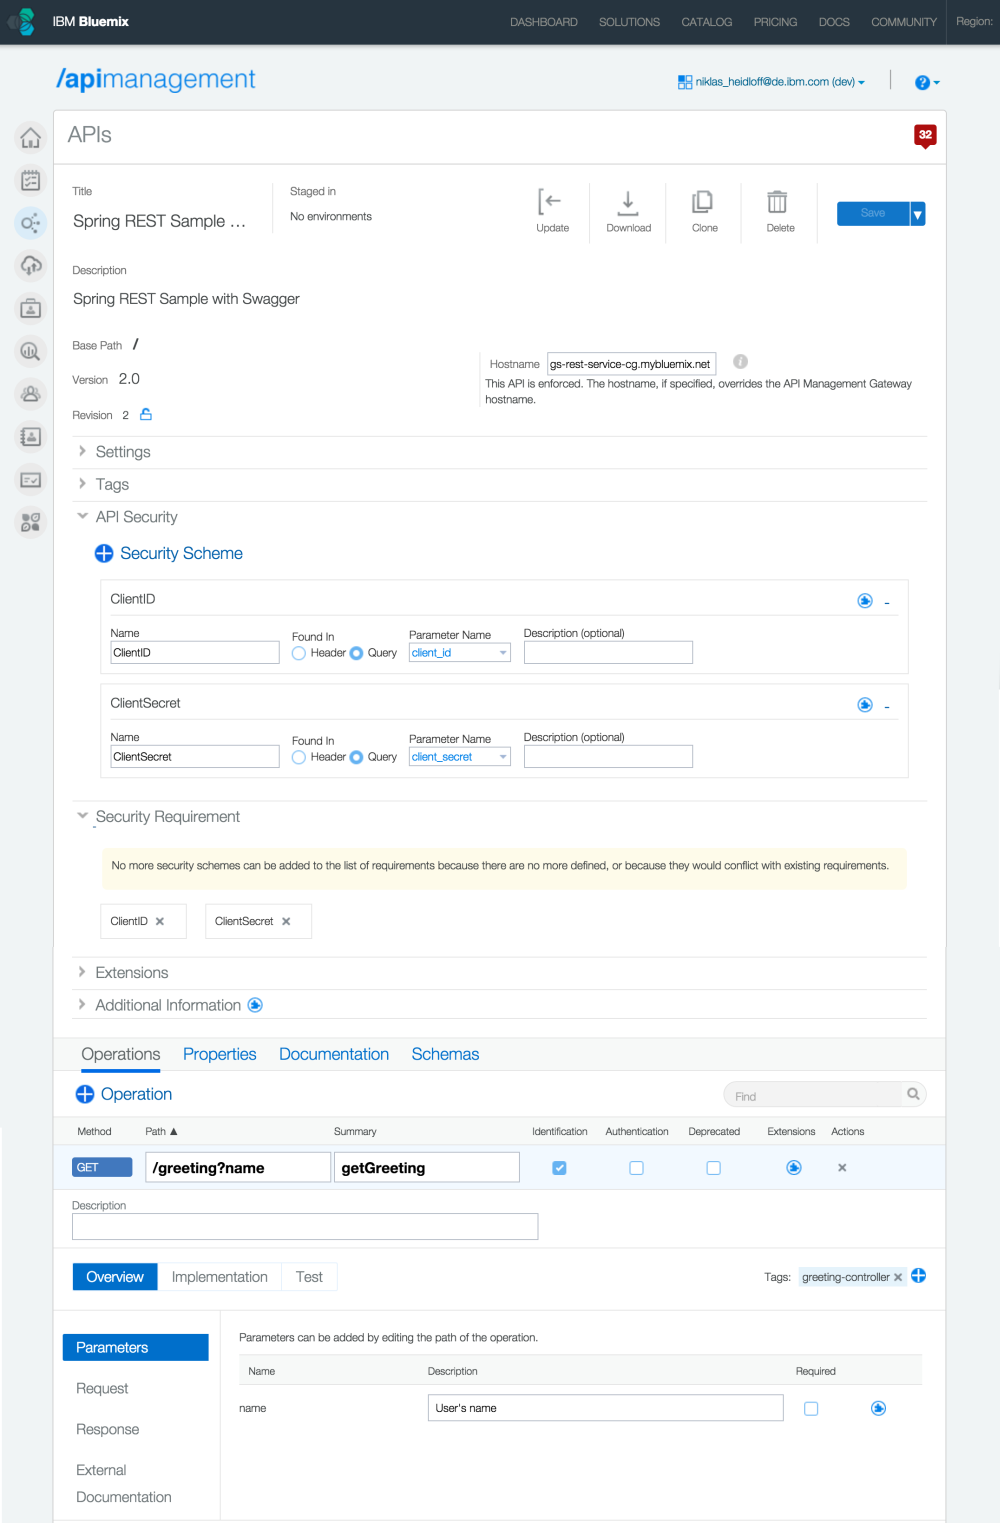 IBM Bluemix
DASHBOARD SOLUTIONS CATALOG PRICING DOCS COMMUNITY Region:
/apimanagement
niklas_heidloff@de.ibm.com (dev)
?
APIs
32
Title
Staged in
Spring REST Sample ...
No environments
Update Download Clone Delete
Save
Description
Spring REST Sample with Swagger
Base Path /
Hostname gs-rest-service-cg.mybluemix.net
Version 2.0
This API is enforced. The hostname, if specified, overrides the API Management Gateway
hostname.
Revision 2
Settings
Tags
API Security
Security Scheme
ClientID
-
Name Found In Parameter Name Description (optional)
ClientID Header Query client_id
ClientSecret
-
Name Found In Parameter Name Description (optional)
ClientSecret Header Query client_secret
Security Requirement
-
No more security schemes can be added to the list of requirements because there are no more defined, or because they would conflict with existing requirements.
ClientID ClientSecret
Extensions
Additional Information
Operations Properties Documentation Schemas
Operation
Find
Method Path ▲ Summary Identification Authentication Deprecated Extensions Actions
GET /greeting?name getGreeting
Description
Overview Implementation Test
Tags: greeting-controller
Parameters
Request
Response
External
Documentation
Parameters can be added by editing the path of the operation.
Name Description Required
name User's name